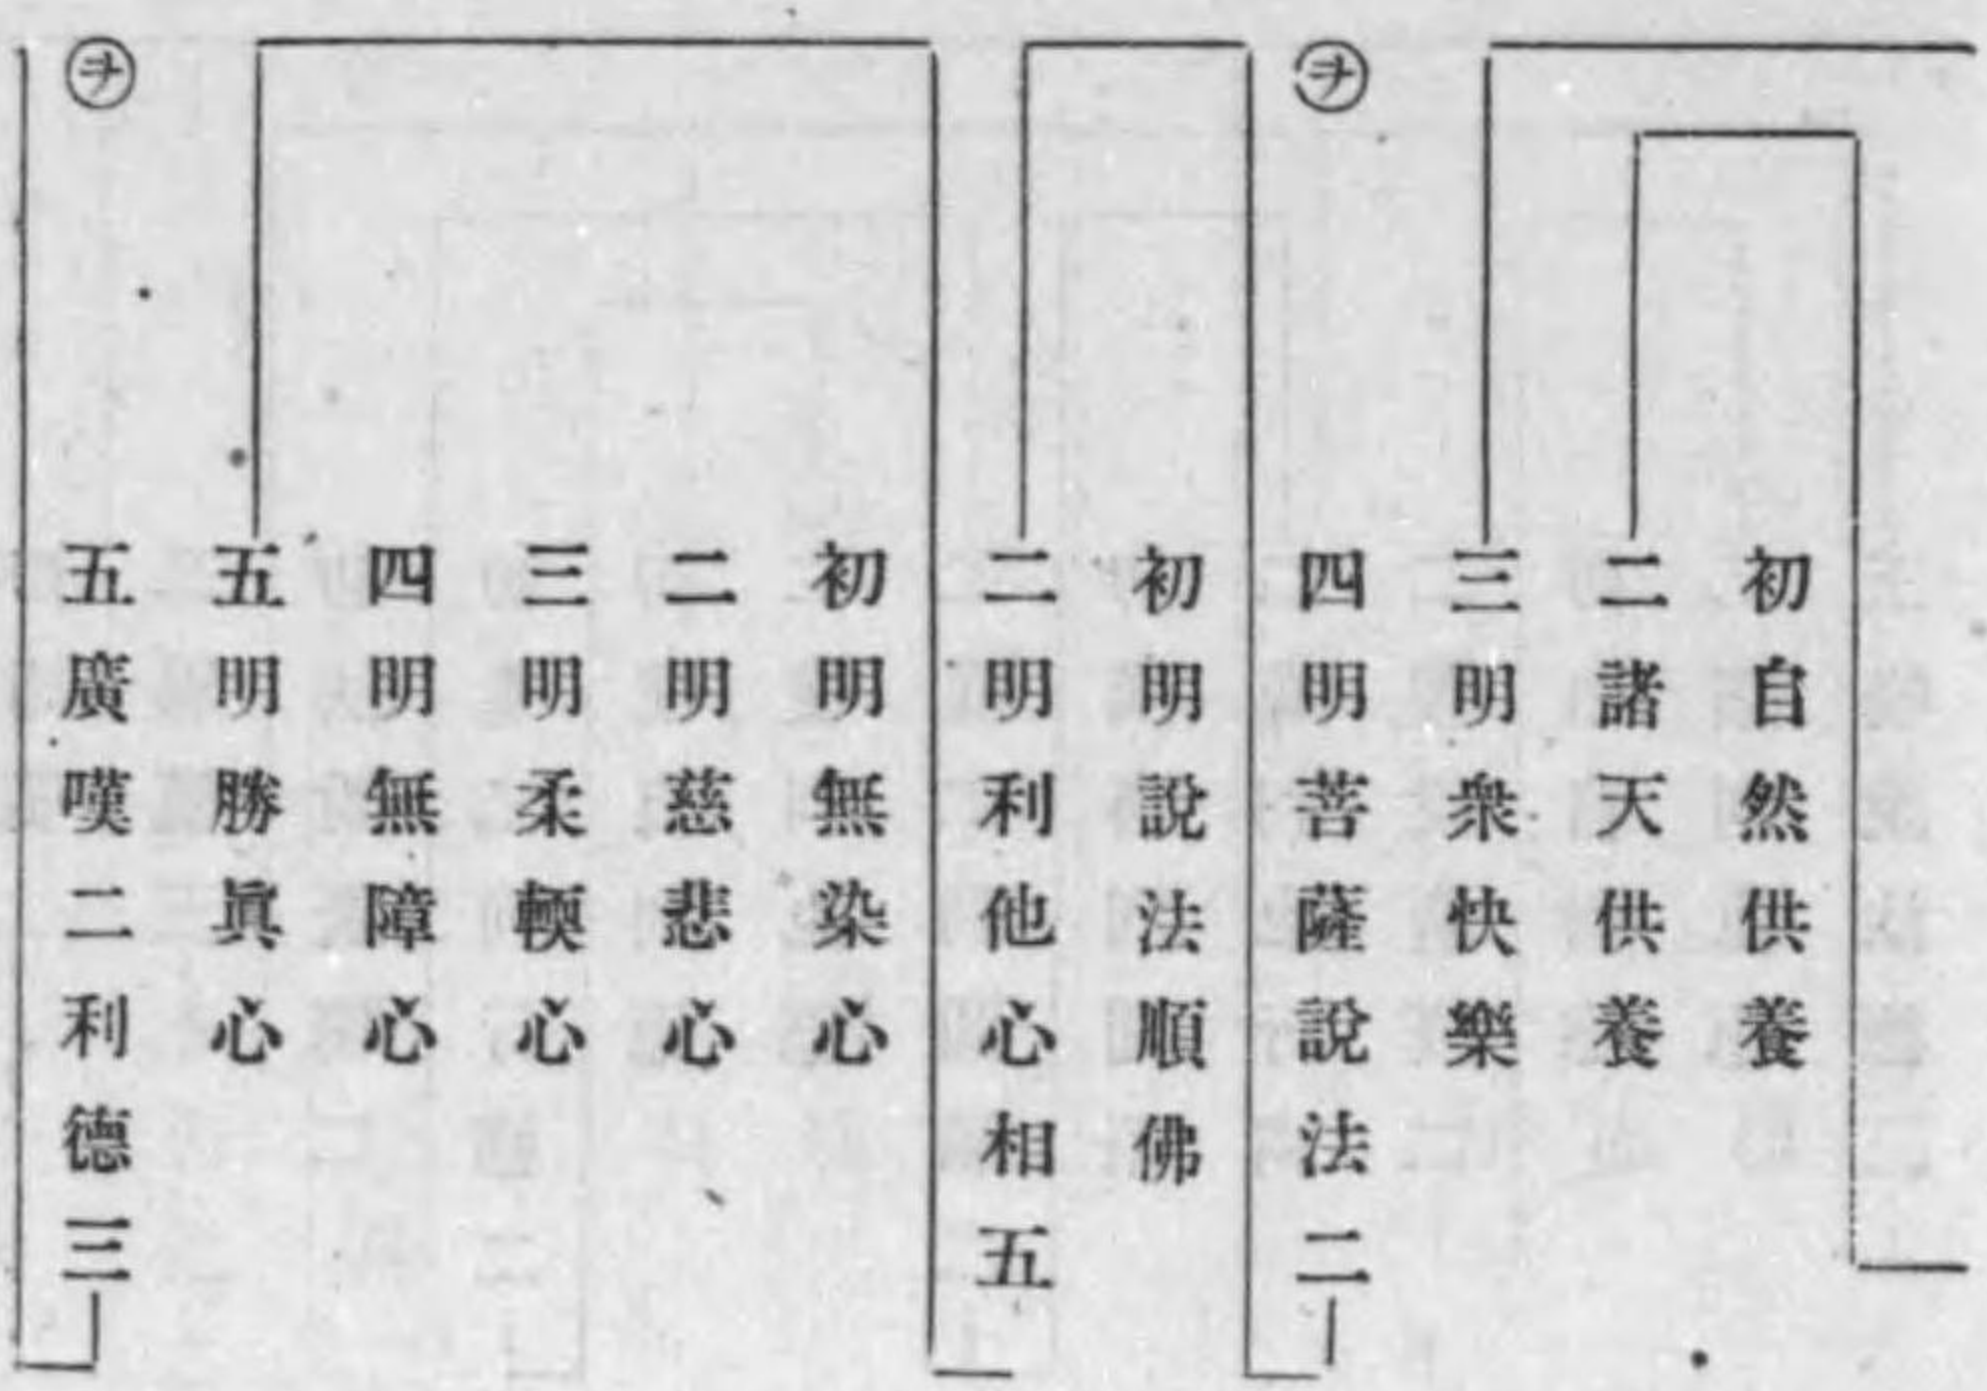 初自然供養
二諸天供養
三明衆快樂
㋾四明菩薩說法二
初明說法順佛
二明利他心相五
初明無染心
二明慈悲心
三明柔輭心
四明無障心
五明勝眞心
㋾五廣嘆二利德三